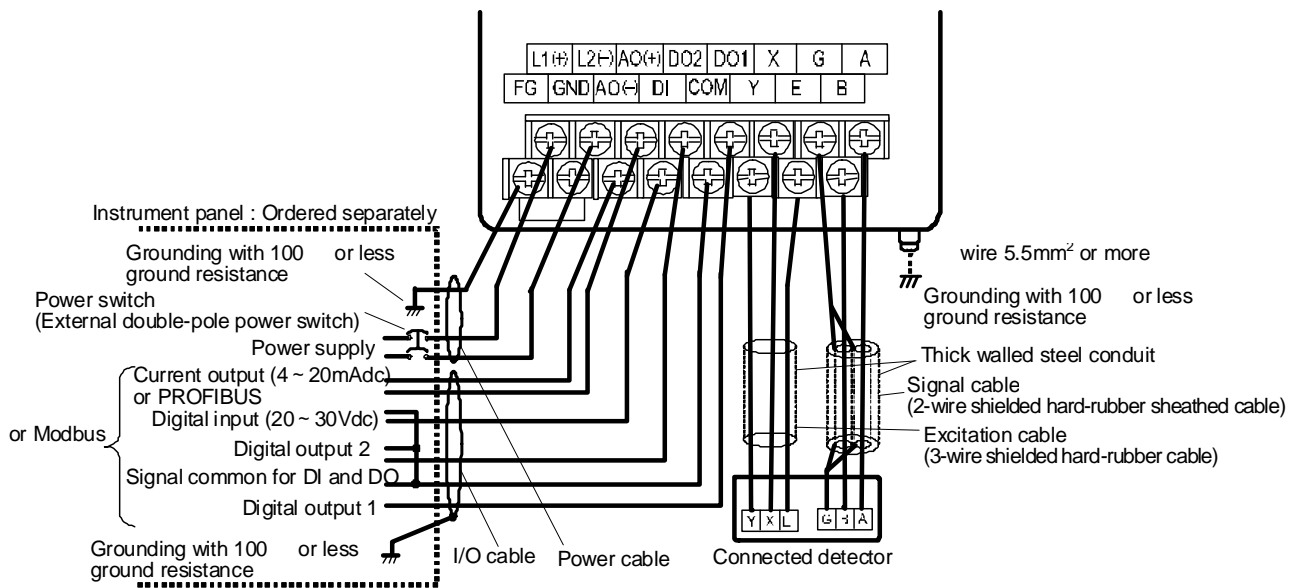 L1(+) L2(-) AO(+) DO2 DO1 X G A
FG GND AO(-) DI COM Y E B
Instrument panel : Ordered separately
Grounding with 100 or less
ground resistance
Power switch
(External double-pole power switch)
Power supply
Current output (4 ~ 20mAdc)
or PROFIBUS
Digital input (20 ~ 30Vdc)
or Modbus
Digital output 2
Signal common for DI and DO
Digital output 1
Grounding with 100 or less
ground resistance
I/O cable
Power cable
wire 5.5mm² or more
Grounding with 100 or less
ground resistance
Thick walled steel conduit
Signal cable
(2-wire shielded hard-rubber sheathed cable)
Excitation cable
(3-wire shielded hard-rubber cable)
Y X L G B A
Connected detector